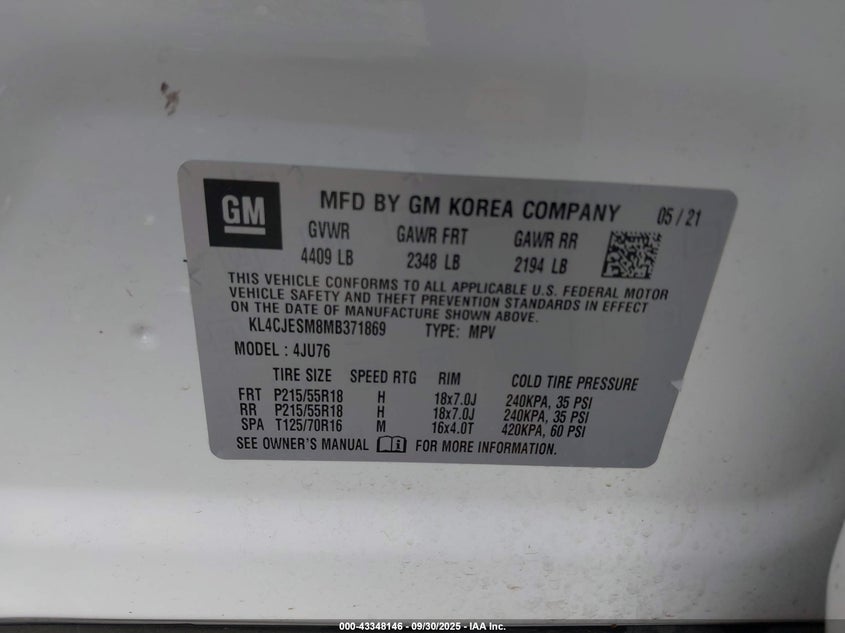 GM
MFD BY GM KOREA COMPANY 05 / 21
GVWR GAWR FRT GAWR RR
4409 LB 2348 LB 2194 LB
THIS VEHICLE CONFORMS TO ALL APPLICABLE U.S. FEDERAL MOTOR
VEHICLE SAFETY AND THEFT PREVENTION STANDARDS IN EFFECT
ON THE DATE OF MANUFACTURE SHOWN ABOVE.
KL4CJESM8MB371869 TYPE: MPV
MODEL : 4JU76
TIRE SIZE SPEED RTG RIM COLD TIRE PRESSURE
FRT P215/55R18 H 18x7.0J 240KPA, 35 PSI
RR P215/55R18 H 18x7.0J 240KPA, 35 PSI
SPA T125/70R16 M 16x4.0T 420KPA, 60 PSI
SEE OWNER'S MANUAL FOR MORE INFORMATION.
000-43348146 - 09/30/2025 - IAA Inc.